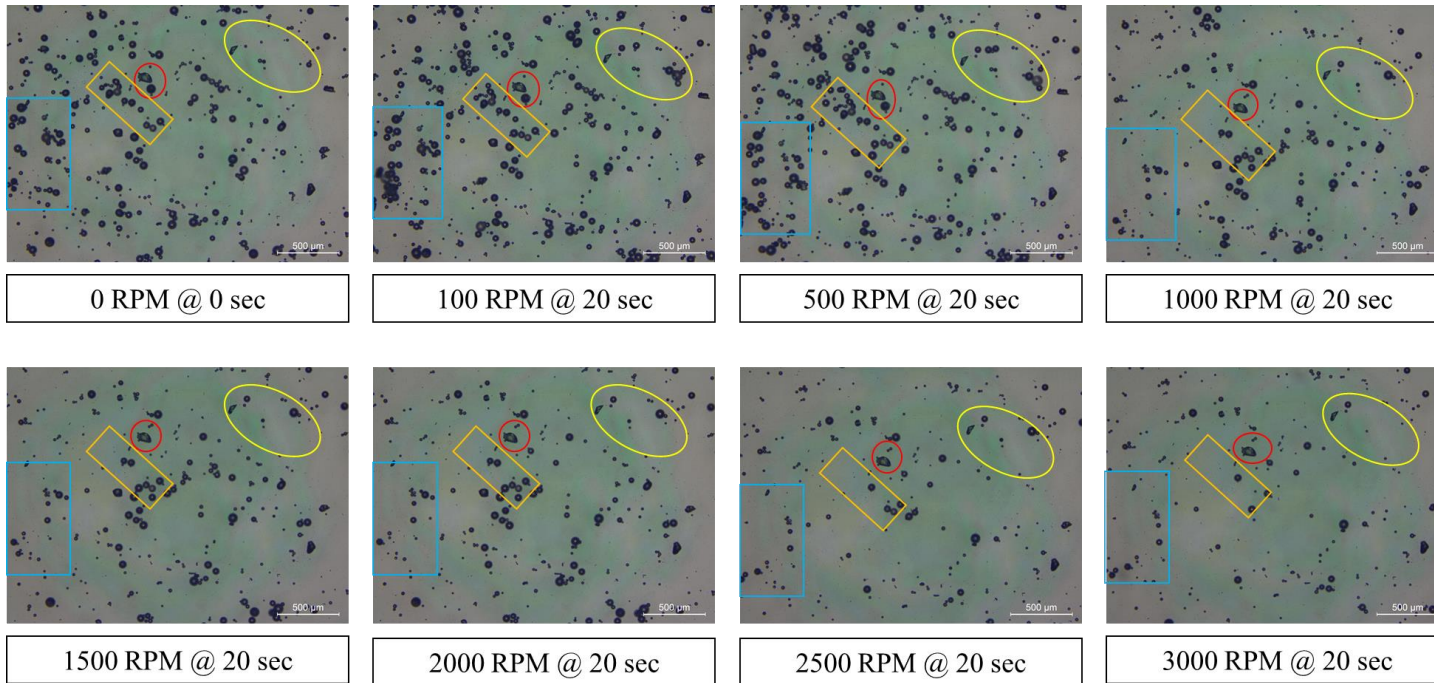 500 μm
500 μm
500 μm
500 μm
0 RPM @ 0 sec
100 RPM @ 20 sec
500 RPM @ 20 sec
1000 RPM @ 20 sec
500 μm
500 μm
500 μm
500 μm
1500 RPM @ 20 sec
2000 RPM @ 20 sec
2500 RPM @ 20 sec
3000 RPM @ 20 sec